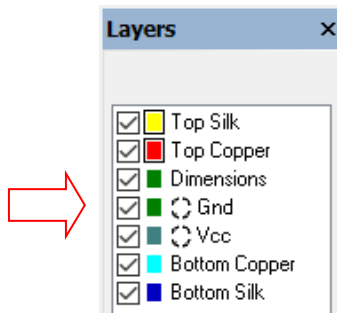 Layers
Top Silk
Top Copper
Dimensions
Gnd
Vcc
Bottom Copper
Bottom Silk